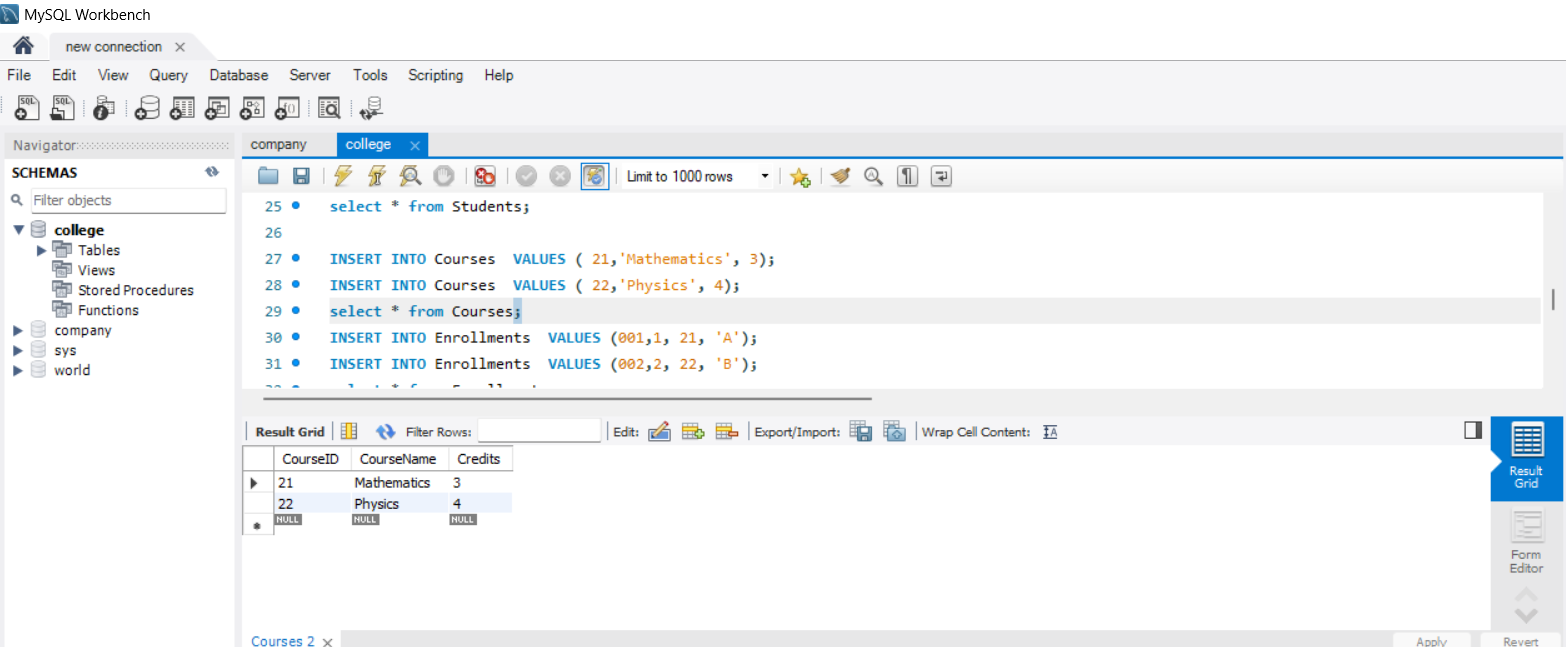 MySQL Workbench
new connection
File Edit View Query Database Server Tools Scripting Help
Navigator
SCHEMAS
Filter objects
college
Tables
Views
Stored Procedures
Functions
company
sys
world
company college
Limit to 1000 rows
25 select * from Students;
26
27 INSERT INTO Courses  VALUES ( 21,'Mathematics', 3);
28 INSERT INTO Courses  VALUES ( 22,'Physics', 4);
29 select * from Courses;
30 INSERT INTO Enrollments  VALUES (001,1, 21, 'A');
31 INSERT INTO Enrollments  VALUES (002,2, 22, 'B');
Result Grid Filter Rows: Edit: Export/Import: Wrap Cell Content:
CourseID CourseName Credits
21 Mathematics 3
22 Physics 4
NULL NULL NULL
Result
Grid
Form
Editor
Courses 2
Apply Revert